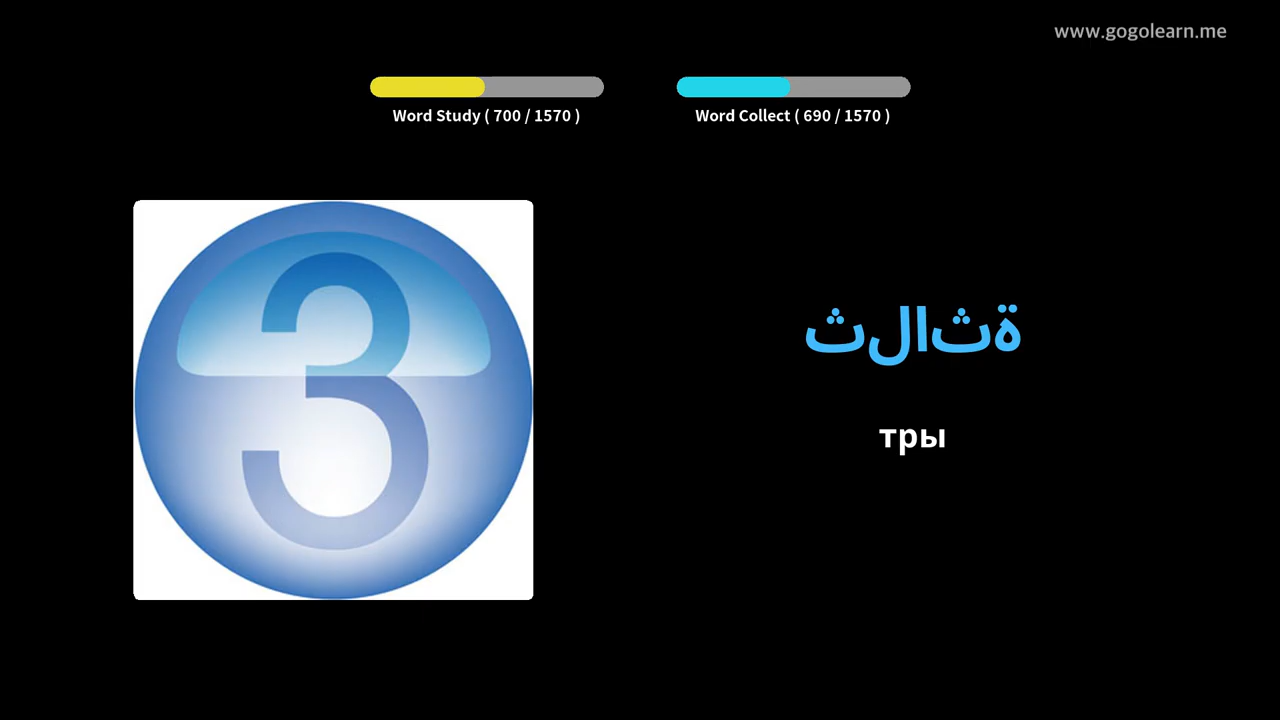 www.gogolearn.me
Word Study ( 700 / 1570 )
Word Collect ( 690 / 1570 )
3
ثلاثة
тры